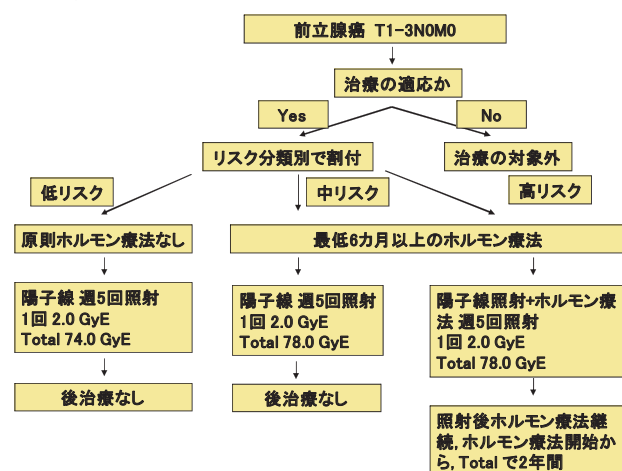 前立腺癌 T1-3N0M0
治療の適応か
Yes
No
リスク分類別で割付
治療の対象外
低リスク
中リスク
高リスク
原則ホルモン療法なし
最低6カ月以上のホルモン療法
陽子線 週5回照射
1回 2.0 GyE
Total 74.0 GyE
陽子線 週5回照射
1回 2.0 GyE
Total 78.0 GyE
陽子線照射+ホルモン療
法 週5回照射
1回 2.0 GyE
Total 78.0 GyE
後治療なし
後治療なし
照射後ホルモン療法継
続, ホルモン療法開始か
ら, Total で2年間